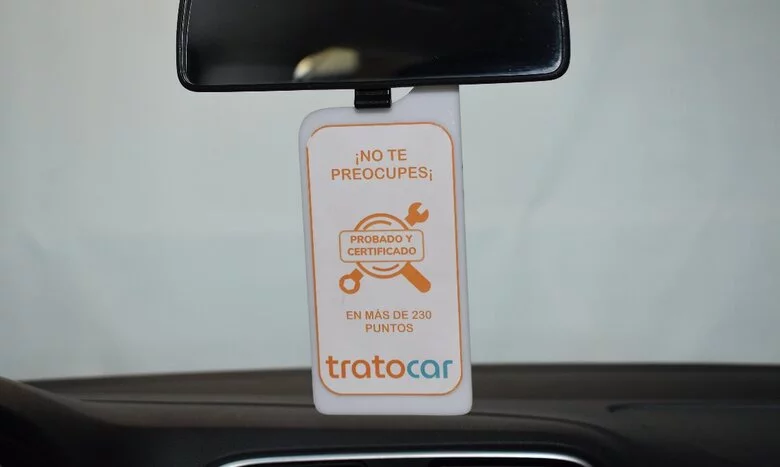 ¡NO TE
PREOCUPES¡
PROBADO Y
CERTIFICADO
EN MÁS DE 230
PUNTOS
tratocar